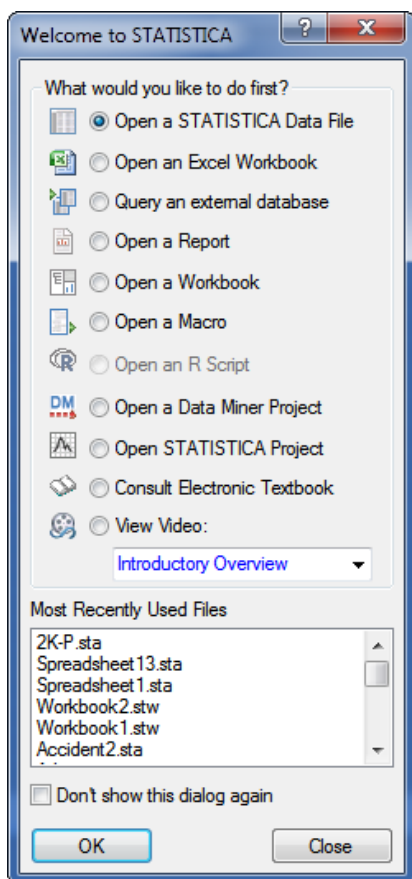 Welcome to STATISTICA
What would you like to do first?
Open a STATISTICA Data File
Open an Excel Workbook
Query an external database
Open a Report
Open a Workbook
Open a Macro
Open an R Script
DM Open a Data Miner Project
Open STATISTICA Project
Consult Electronic Textbook
View Video:
Introductory Overview
Most Recently Used Files
2K-P.sta
Spreadsheet13.sta
Spreadsheet1.sta
Workbook2.stw
Workbook1.stw
Accident2.sta
Don't show this dialog again
OK Close